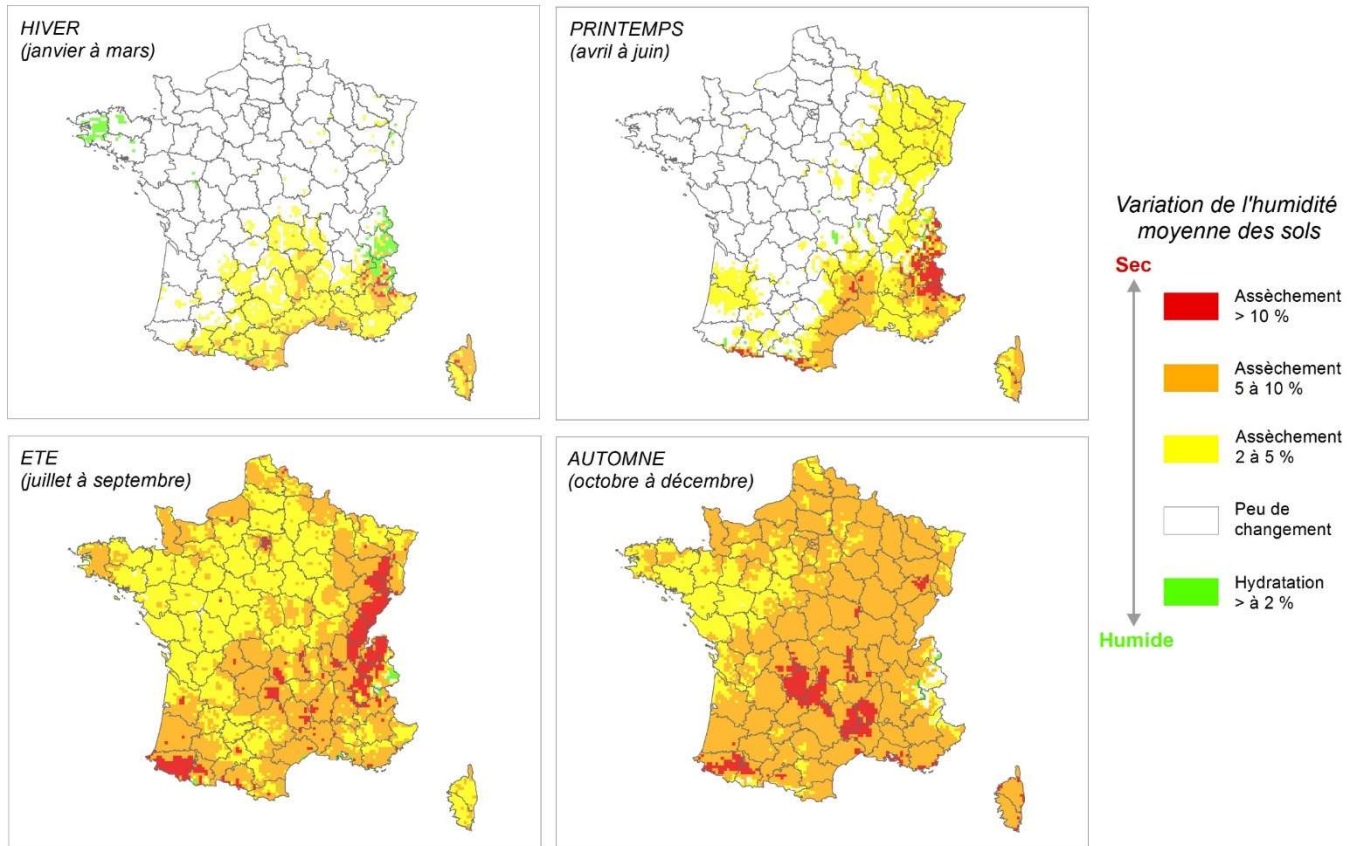 HIVER
(janvier à mars)
PRINTEMPS
(avril à juin)
ETE
(juillet à septembre)
AUTOMNE
(octobre à décembre)
Variation de l'humidité
moyenne des sols
Sec
Assèchement
> 10 %
Assèchement
5 à 10 %
Assèchement
2 à 5 %
Peu de
changement
Hydratation
> à 2 %
Humide